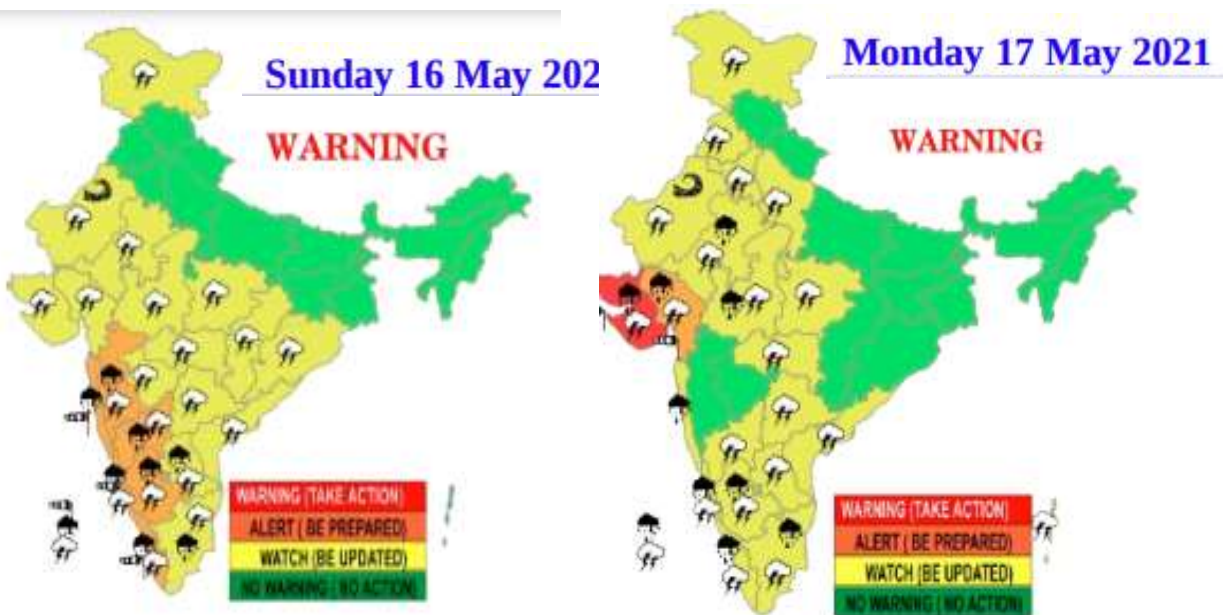 Sunday 16 May 202
WARNING
WARNING (TAKE ACTION)
ALERT ( BE PREPARED)
WATCH (BE UPDATED)
NO WARNING ( NO ACTION)
Monday 17 May 2021
WARNING
WARNING (TAKE ACTION)
ALERT ( BE PREPARED)
WATCH (BE UPDATED)
NO WARNING ( NO ACTION)